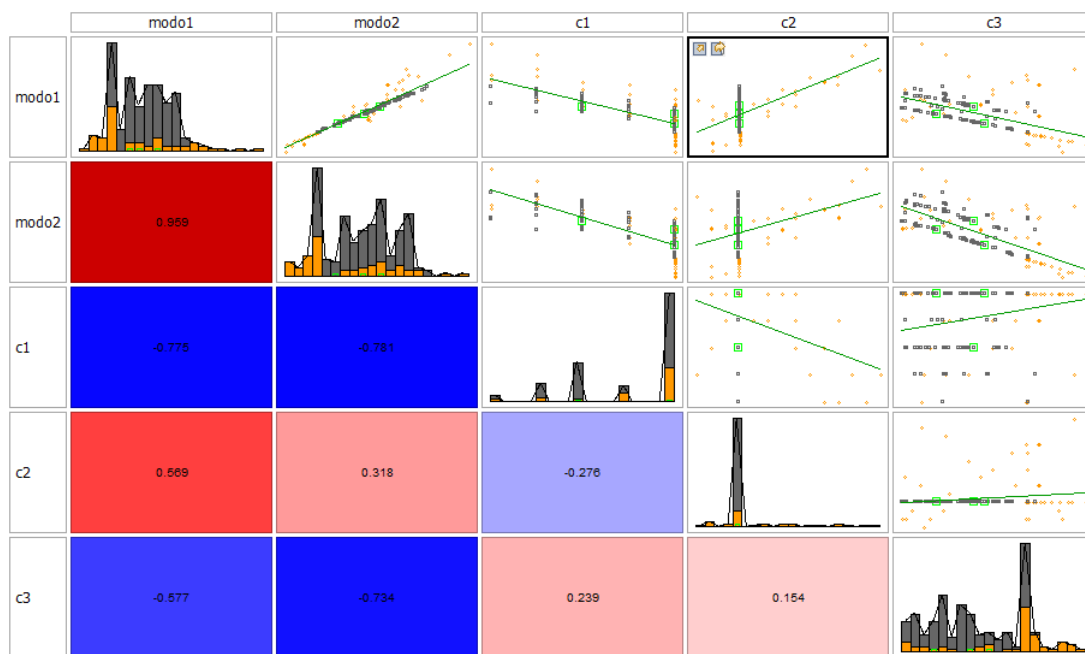 modo1 modo2 c1 c2 c3
modo1
modo2 0.959
c1 -0.775 -0.781
c2 0.569 0.318 -0.276
c3 -0.577 -0.734 0.239 0.154